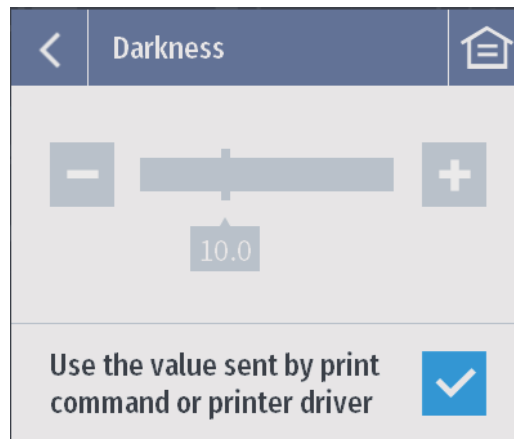 Darkness
10.0
Use the value sent by print
command or printer driver